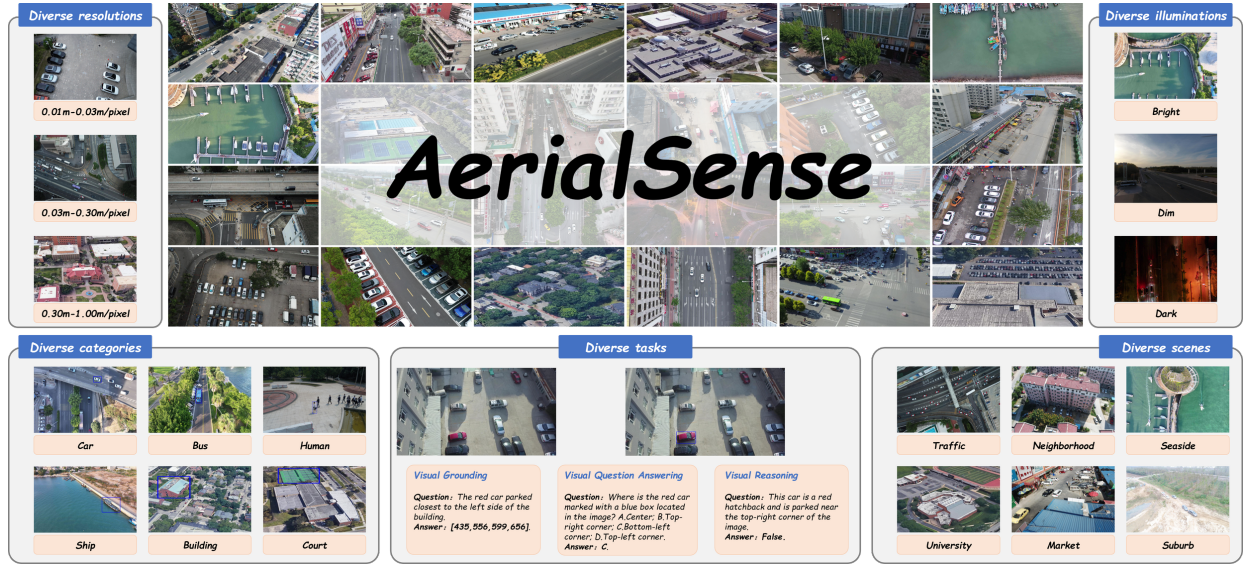 Diverse resolutions
0.01m-0.03m/pixel
0.03m-0.30m/pixel
0.30m-1.00m/pixel
AerialSense
Diverse illuminations
Bright
Dim
Dark
Diverse categories
Car
Bus
Human
Ship
Building
Court
Diverse tasks
Visual Grounding
Question: The red car parked
closest to the left side of the
building.
Answer: [435,556,599,656].
Visual Question Answering
Question: Where is the red car
marked with a blue box located
in the image? A.Center; B.Top-
right corner; C.Bottom-left
corner; D.Top-left corner.
Answer: C.
Visual Reasoning
Question: This car is a red
hatchback and is parked near
the top-right corner of the
image.
Answer: False.
Diverse scenes
Traffic
Neighborhood
Seaside
University
Market
Suburb